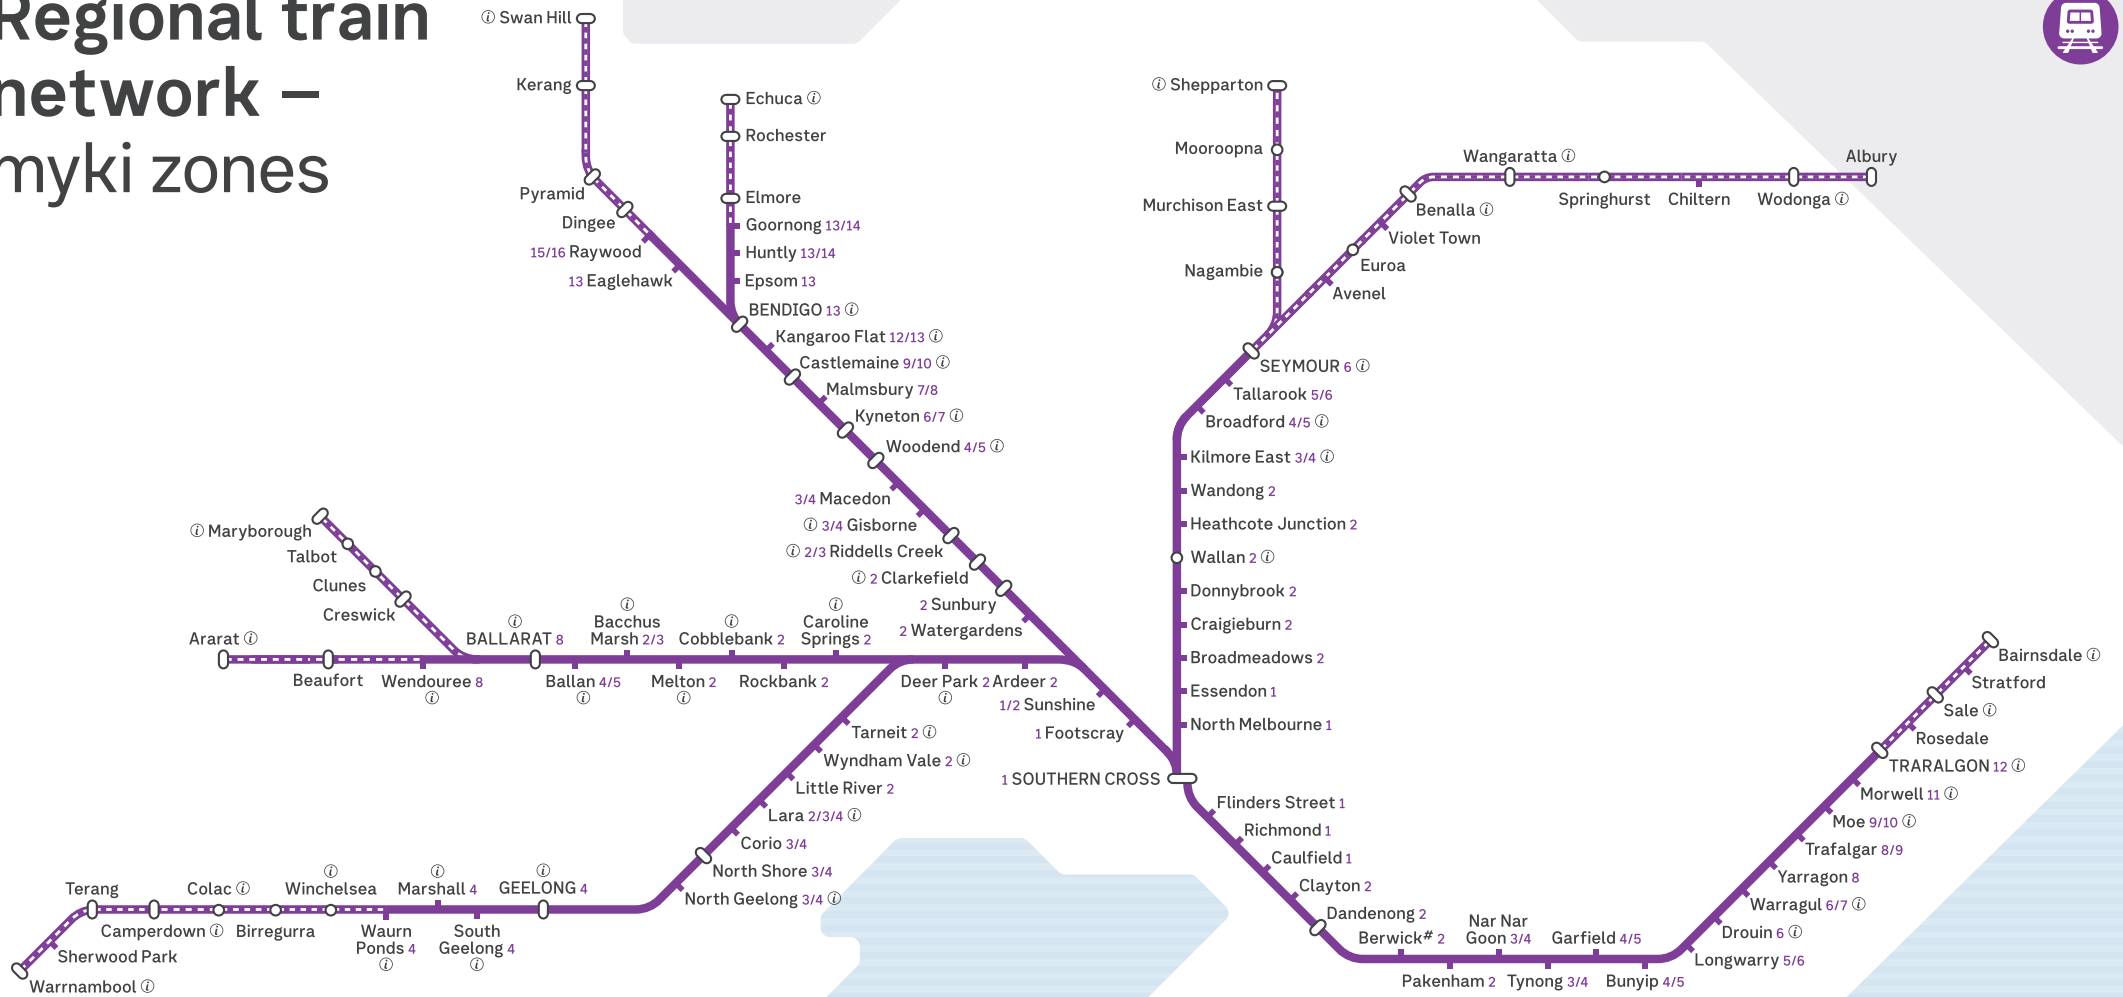 Regional train
network –
myki zones
ⓘ Swan Hill
Kerang
Pyramid
Dingee
15/16 Raywood
13 Eaglehawk
Echuca ⓘ
Rochester
Elmore
Goornong 13/14
Huntly 13/14
Epsom 13
BENDIGO 13 ⓘ
Kangaroo Flat 12/13 ⓘ
Castlemaine 9/10 ⓘ
Malmsbury 7/8
Kyneton 6/7 ⓘ
Woodend 4/5 ⓘ
3/4 Macedon
ⓘ 3/4 Gisborne
ⓘ 2/3 Riddells Creek
ⓘ 2 Clarkefield
2 Sunbury
2 Watergardens
ⓘ Shepparton
Mooroopna
Murchison East
Nagambie
Albury
Wangaratta ⓘ
Springhurst
Chiltern
Wodonga ⓘ
Benalla ⓘ
Violet Town
Euroa
Avenel
SEYMOUR 6 ⓘ
Tallarook 5/6
Broadford 4/5 ⓘ
Kilmore East 3/4 ⓘ
Wandong 2
Heathcote Junction 2
Wallan 2 ⓘ
Donnybrook 2
Craigieburn 2
Broadmeadows 2
Essendon 1
North Melbourne 1
ⓘ Maryborough
Talbot
Clunes
Creswick
Ararat ⓘ
Beaufort
Wendouree 8
ⓘ
ⓘ
BALLARAT 8
Ballan 4/5
ⓘ
ⓘ
Bacchus
Marsh 2/3
Melton 2
ⓘ
ⓘ
Cobblebank 2
Rockbank 2
ⓘ
Caroline
Springs 2
Deer Park 2
ⓘ
Ardeer 2
1/2 Sunshine
1 Footscray
1 SOUTHERN CROSS
Tarneit 2 ⓘ
Wyndham Vale 2 ⓘ
Little River 2
Lara 2/3/4 ⓘ
Corio 3/4
North Shore 3/4
North Geelong 3/4 ⓘ
ⓘ
GEELONG 4
South
Geelong 4
ⓘ
ⓘ
Marshall 4
Waurn
Ponds 4
ⓘ
ⓘ
Winchelsea
Birregurra
Colac ⓘ
Camperdown ⓘ
Terang
Sherwood Park
Warrnambool ⓘ
Flinders Street 1
Richmond 1
Caulfield 1
Clayton 2
Dandenong 2
Berwick# 2
Pakenham 2
Nar Nar
Goon 3/4
Tynong 3/4
Garfield 4/5
Bunyip 4/5
Longwarry 5/6
Drouin 6 ⓘ
Warragul 6/7 ⓘ
Yarragon 8
Trafalgar 8/9
Moe 9/10 ⓘ
Morwell 11 ⓘ
TRARALGON 12 ⓘ
Rosedale
Sale ⓘ
Stratford
Bairnsdale ⓘ